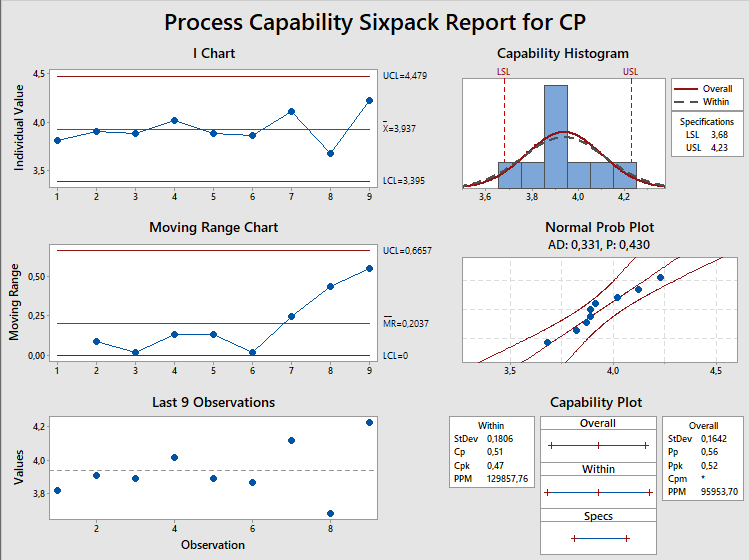 Process Capability Sixpack Report for CP
I Chart
Individual Value
4,5
4,0
3,5
UCL=4,479
X̄=3,937
LCL=3,395
1 2 3 4 5 6 7 8 9
Capability Histogram
LSL USL
3,6 3,8 4,0 4,2
Overall
Within
Specifications
LSL 3,68
USL 4,23
Moving Range Chart
Moving Range
0,50
0,25
0,00
UCL=0,6657
M̅R̅=0,2037
LCL=0
1 2 3 4 5 6 7 8 9
Normal Prob Plot
AD: 0,331, P: 0,430
3,5 4,0 4,5
Last 9 Observations
Values
4,2
4,0
3,8
2 4 6 8
Observation
Capability Plot
Within
StDev 0,1806
Cp 0,51
Cpk 0,47
PPM 129857,76
Overall
Within
Specs
Overall
StDev 0,1642
Pp 0,56
Ppk 0,52
Cpm *
PPM 95953,70